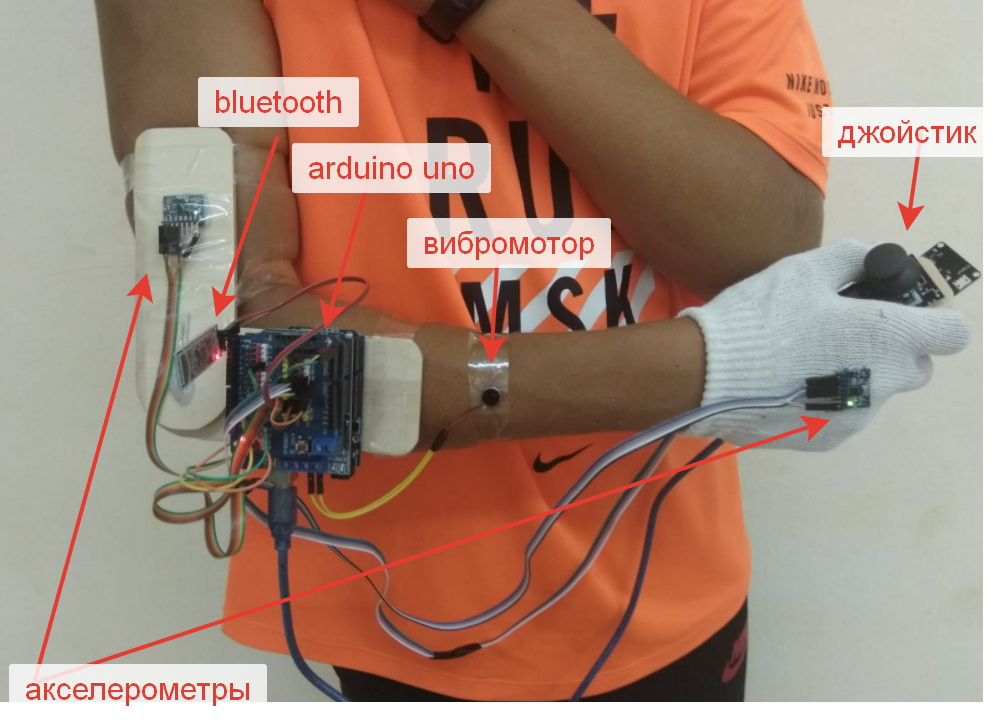 bluetooth
arduino uno
вибромотор
джойстик
акселерометры
RU
MSK